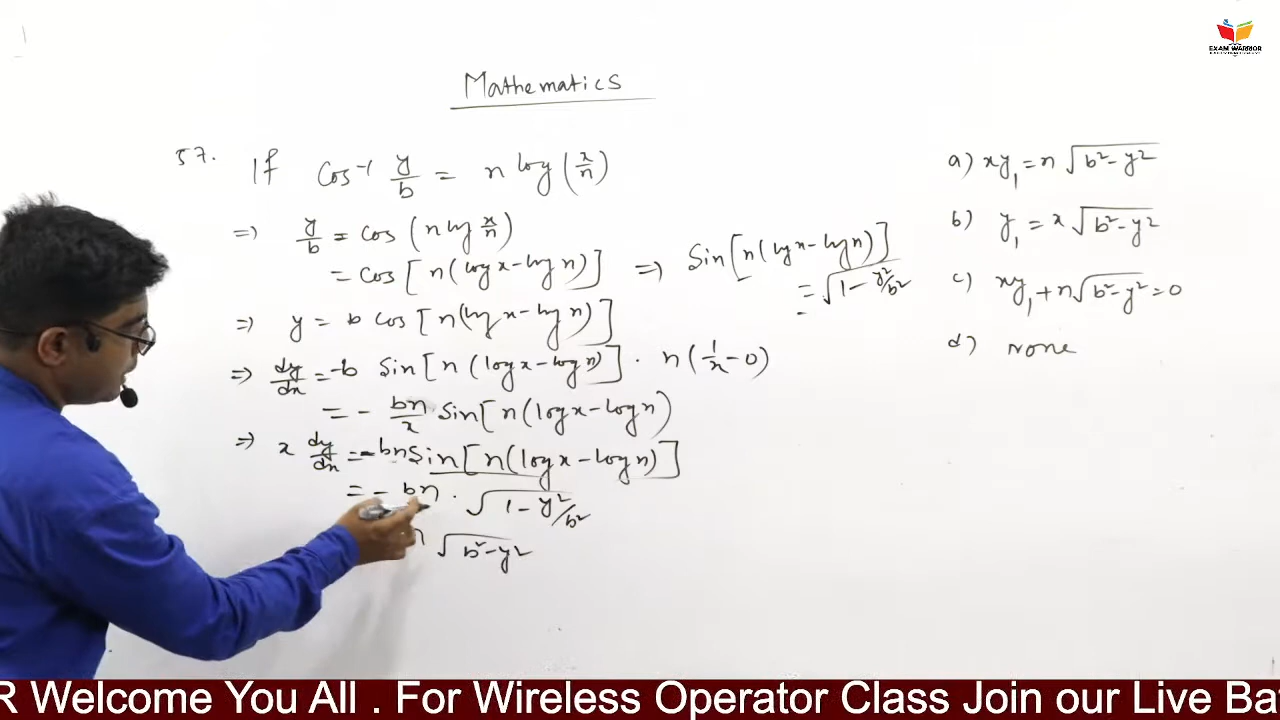 EXAM WARRIOR
Mathematics
57. If cos⁻¹ y/b = n log (x/n)
=> y/b = cos (n log x/n)
= cos [n(log x - log n)] => Sin[n(log x - log n)]
= √1 - y²/b²
=
=> y = b cos [n(log x - log n)]
=> dy/dx = -b Sin[n(log x - log n)] . n(1/x - 0)
= - bn/x Sin[n(log x - log n)
=> x dy/dx = -bn Sin[n(log x - log n)]
= - bn . √1 - y²/b²
n √b² - y²
a) xy₁ = n √b² - y²
b) y₁ = x √b² - y²
c) xy₁ + n√b² - y² = 0
d) None
R Welcome You All . For Wireless Operator Class Join our Live Ba